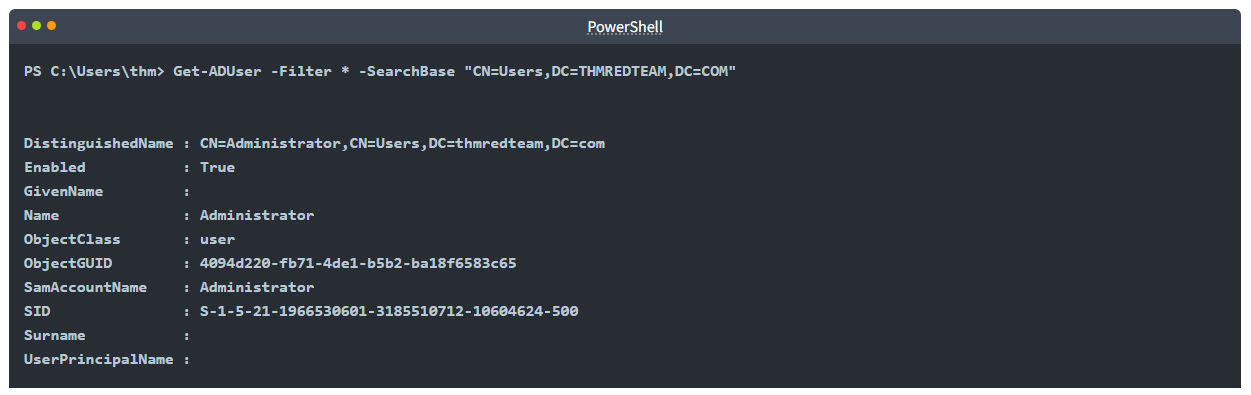 PowerShell
PS C:\Users\thm> Get-ADUser -Filter * -SearchBase "CN=Users,DC=THMREDTEAM,DC=COM"
DistinguishedName : CN=Administrator,CN=Users,DC=thmredteam,DC=com
Enabled           : True
GivenName         :
Name              : Administrator
ObjectClass       : user
ObjectGUID        : 4094d220-fb71-4de1-b5b2-ba18f6583c65
SamAccountName    : Administrator
SID               : S-1-5-21-1966530601-3185510712-10604624-500
Surname           :
UserPrincipalName :